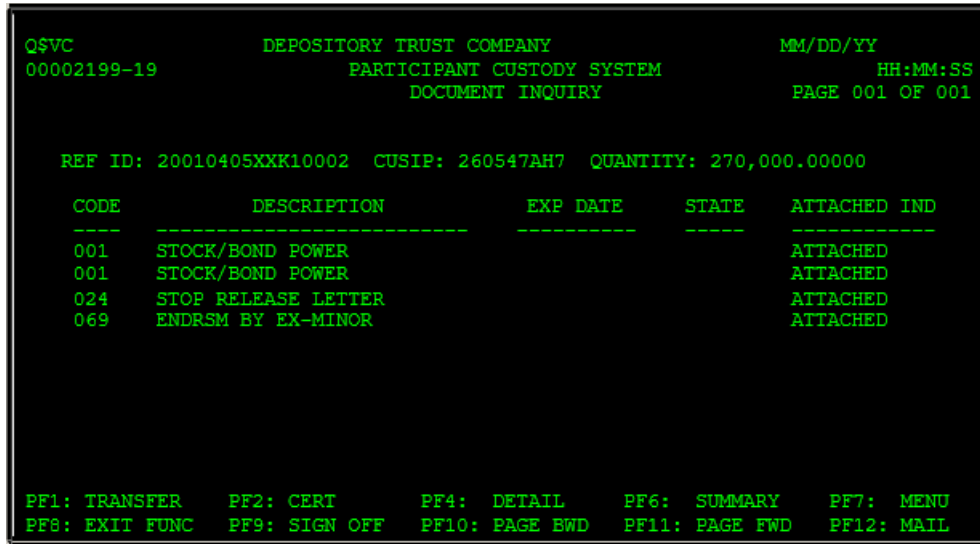 Q$VC DEPOSITORY TRUST COMPANY MM/DD/YY
00002199-19 PARTICIPANT CUSTODY SYSTEM HH:MM:SS
DOCUMENT INQUIRY PAGE 001 OF 001
REF ID: 20010405XXK10002 CUSIP: 260547AH7 QUANTITY: 270,000.00000
CODE DESCRIPTION EXP DATE STATE ATTACHED IND
---- -------------------------- ---------- ----- ------------
001 STOCK/BOND POWER ATTACHED
001 STOCK/BOND POWER ATTACHED
024 STOP RELEASE LETTER ATTACHED
069 ENDRSM BY EX-MINOR ATTACHED
PF1: TRANSFER PF2: CERT PF4: DETAIL PF6: SUMMARY PF7: MENU
PF8: EXIT FUNC PF9: SIGN OFF PF10: PAGE BWD PF11: PAGE FWD PF12: MAIL